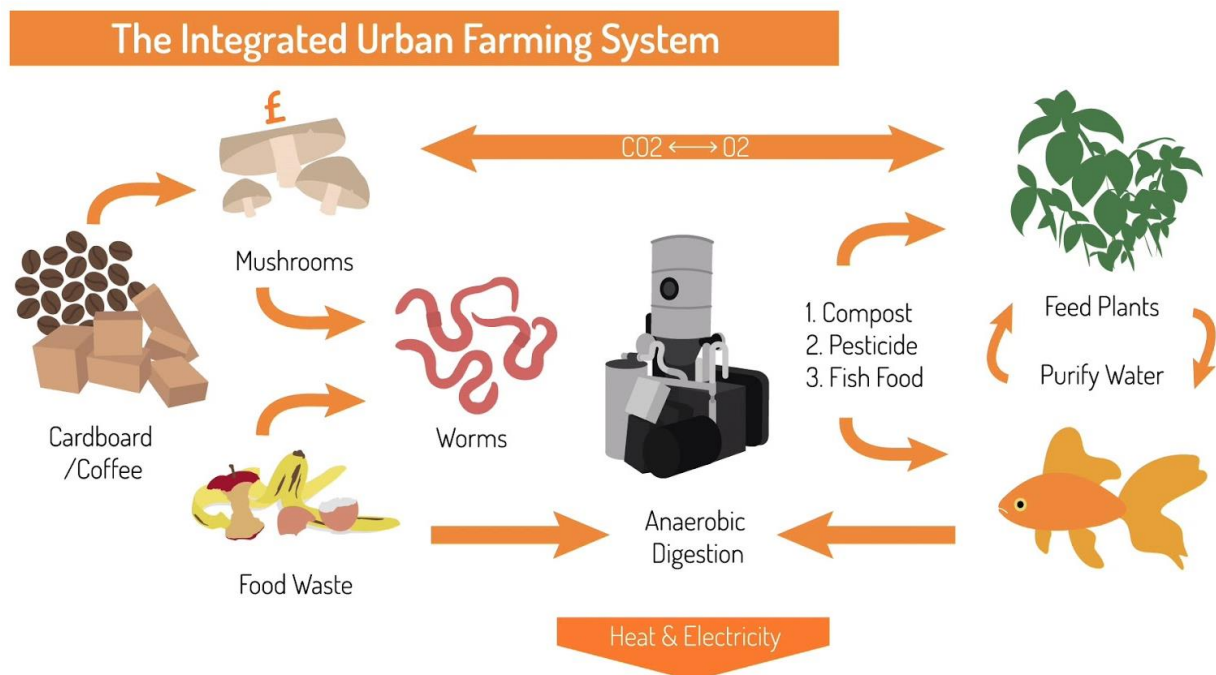 The Integrated Urban Farming System
£
CO2 ⟷ O2
Mushrooms
Cardboard
/Coffee
Worms
Food Waste
Anaerobic
Digestion
1. Compost
2. Pesticide
3. Fish Food
Feed Plants
Purify Water
Heat & Electricity